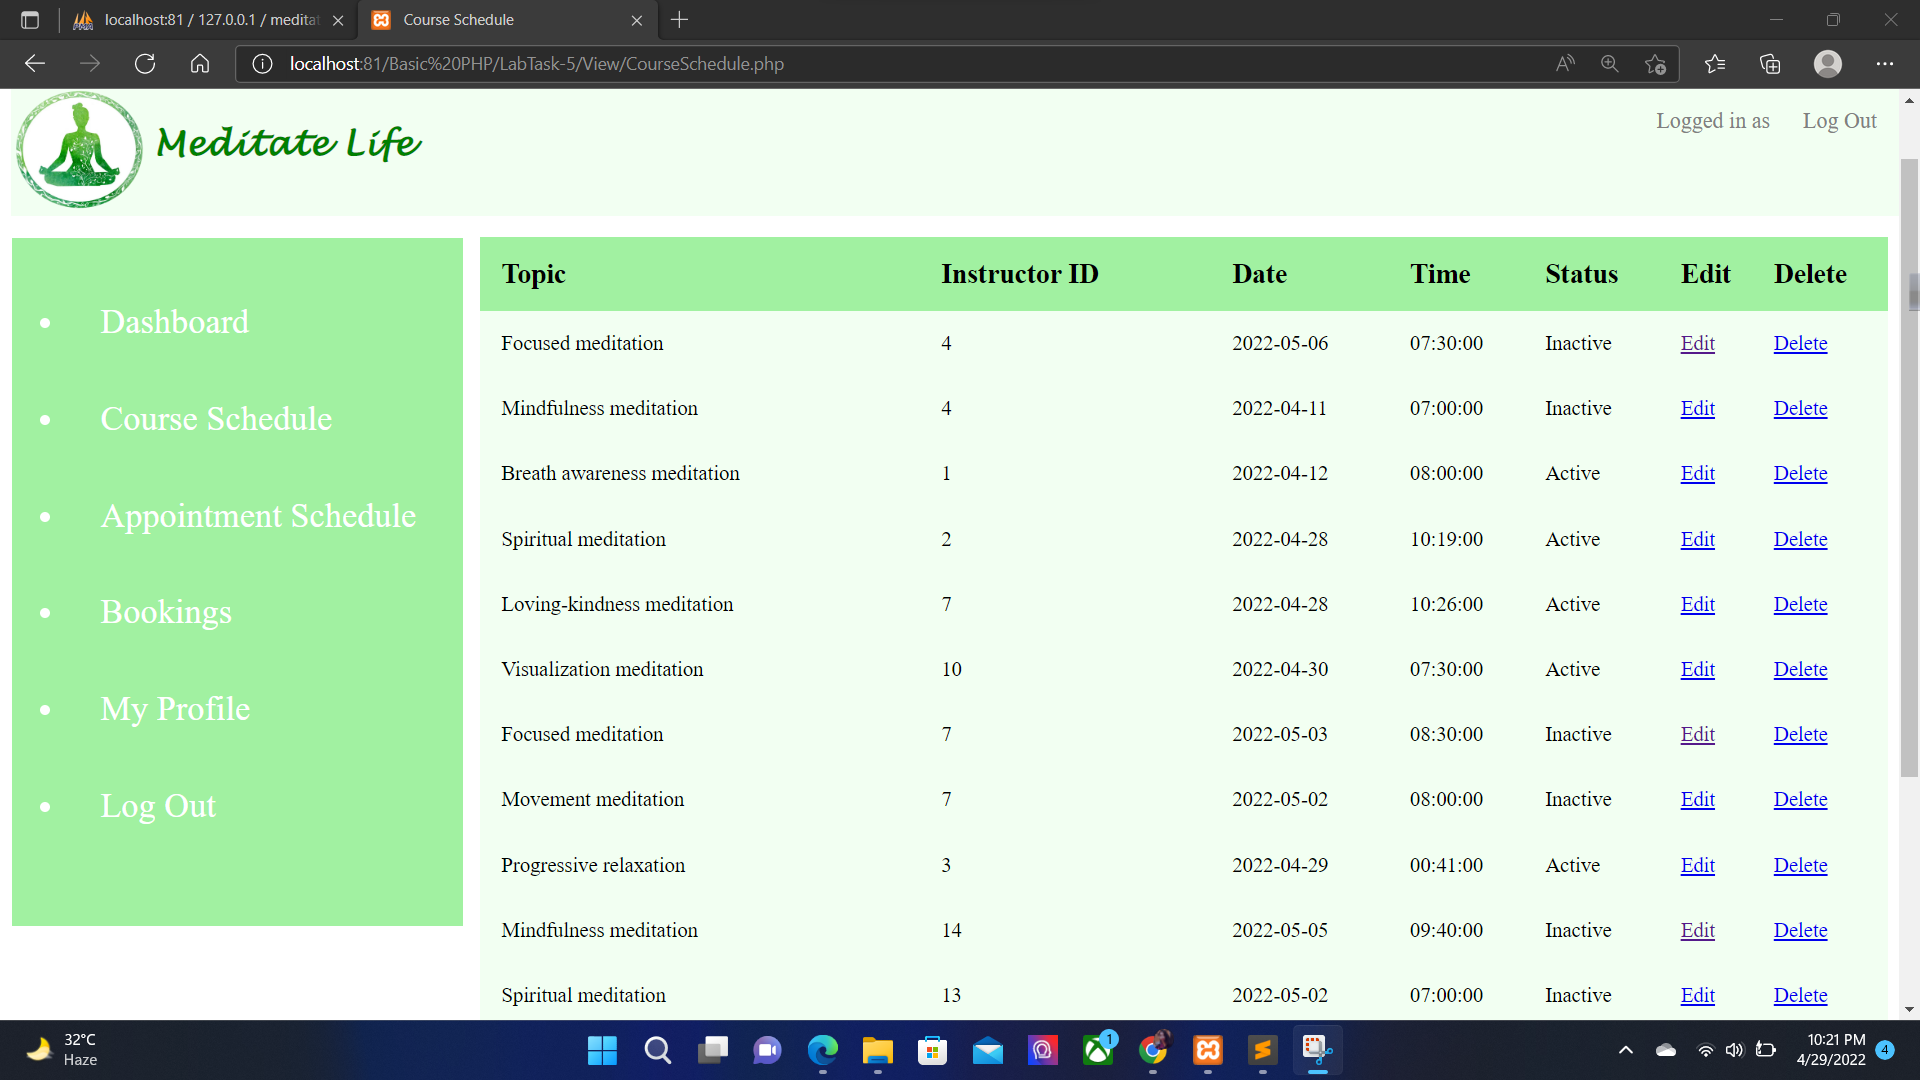 localhost:81 / 127.0.0.1 / meditat
Course Schedule
localhost:81/Basic%20PHP/LabTask-5/View/CourseSchedule.php
Meditate Life
Logged in as Log Out
Dashboard
Course Schedule
Appointment Schedule
Bookings
My Profile
Log Out
Topic Instructor ID Date Time Status Edit Delete
Focused meditation 4 2022-05-06 07:30:00 Inactive Edit Delete
Mindfulness meditation 4 2022-04-11 07:00:00 Inactive Edit Delete
Breath awareness meditation 1 2022-04-12 08:00:00 Active Edit Delete
Spiritual meditation 2 2022-04-28 10:19:00 Active Edit Delete
Loving-kindness meditation 7 2022-04-28 10:26:00 Active Edit Delete
Visualization meditation 10 2022-04-30 07:30:00 Active Edit Delete
Focused meditation 7 2022-05-03 08:30:00 Inactive Edit Delete
Movement meditation 7 2022-05-02 08:00:00 Inactive Edit Delete
Progressive relaxation 3 2022-04-29 00:41:00 Active Edit Delete
Mindfulness meditation 14 2022-05-05 09:40:00 Inactive Edit Delete
Spiritual meditation 13 2022-05-02 07:00:00 Inactive Edit Delete
32°C
Haze
1
10:21 PM
4/29/2022
4